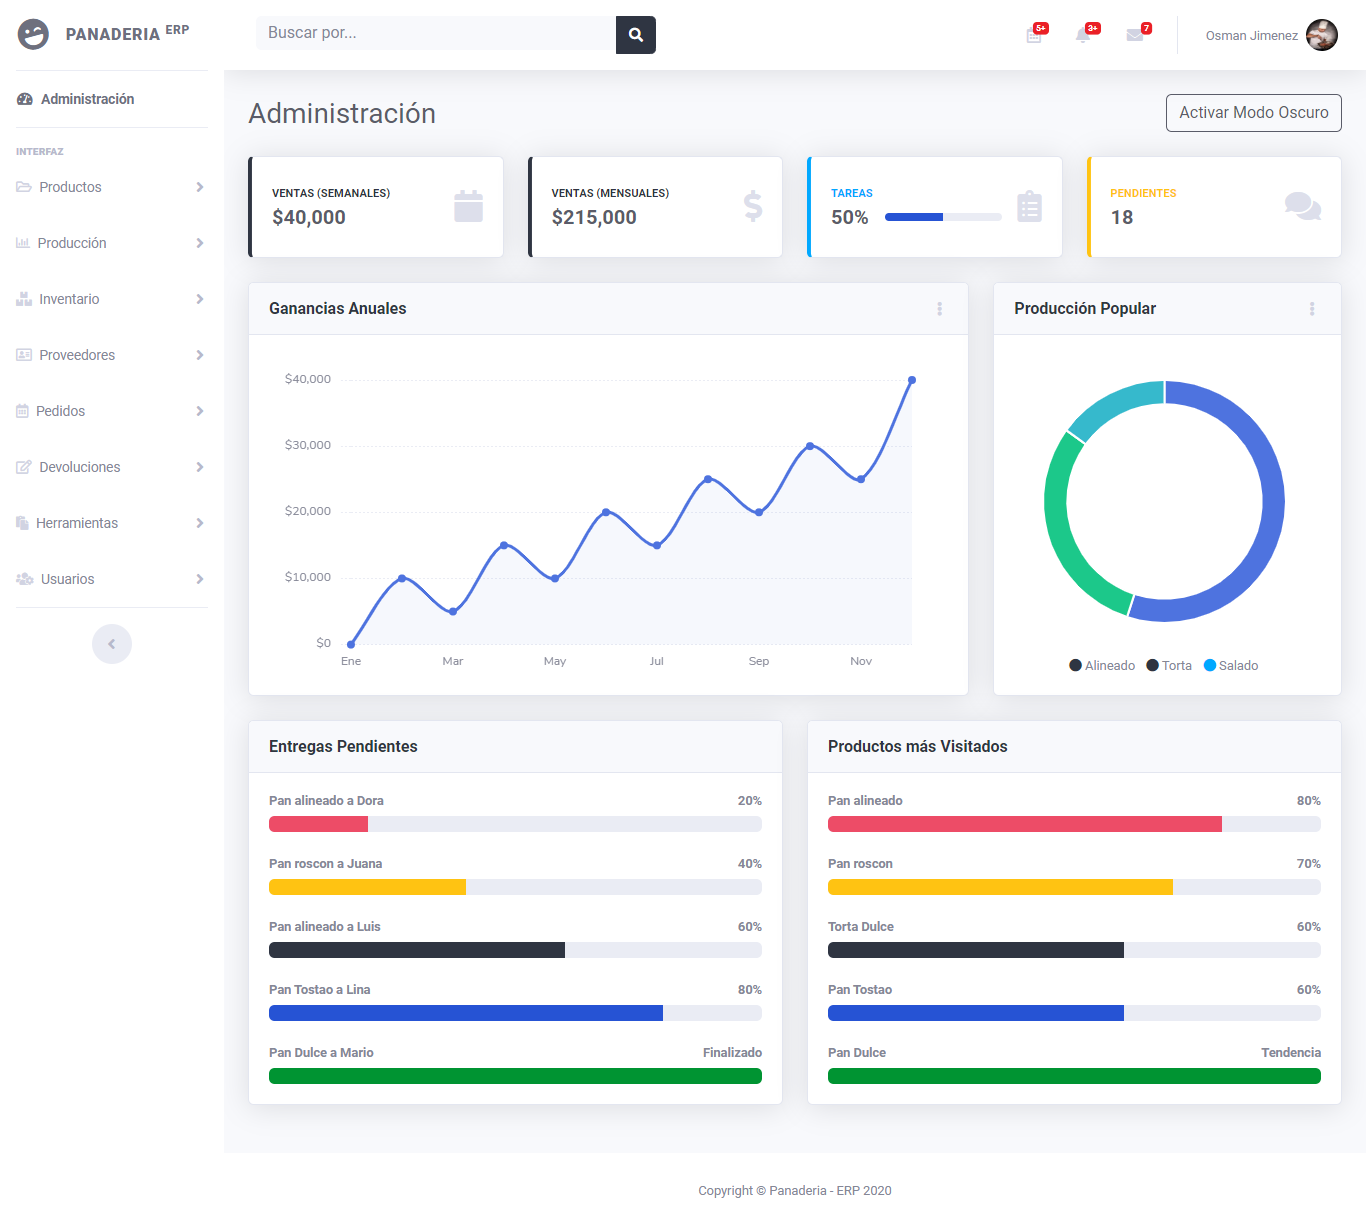 PANADERIA ERP
Buscar por...
5+
3+
7
Osman Jimenez
Administración
INTERFAZ
Productos
Producción
Inventario
Proveedores
Pedidos
Devoluciones
Herramientas
Usuarios
Administración
Activar Modo Oscuro
VENTAS (SEMANALES)
$40,000
VENTAS (MENSUALES)
$215,000
TAREAS
50%
PENDIENTES
18
Ganancias Anuales
$40,000
$30,000
$20,000
$10,000
$0
Ene Mar May Jul Sep Nov
Producción Popular
Alineado Torta Salado
Entregas Pendientes
Pan alineado a Dora 20%
Pan roscon a Juana 40%
Pan alineado a Luis 60%
Pan Tostao a Lina 80%
Pan Dulce a Mario Finalizado
Productos más Visitados
Pan alineado 80%
Pan roscon 70%
Torta Dulce 60%
Pan Tostao 60%
Pan Dulce Tendencia
Copyright © Panaderia - ERP 2020